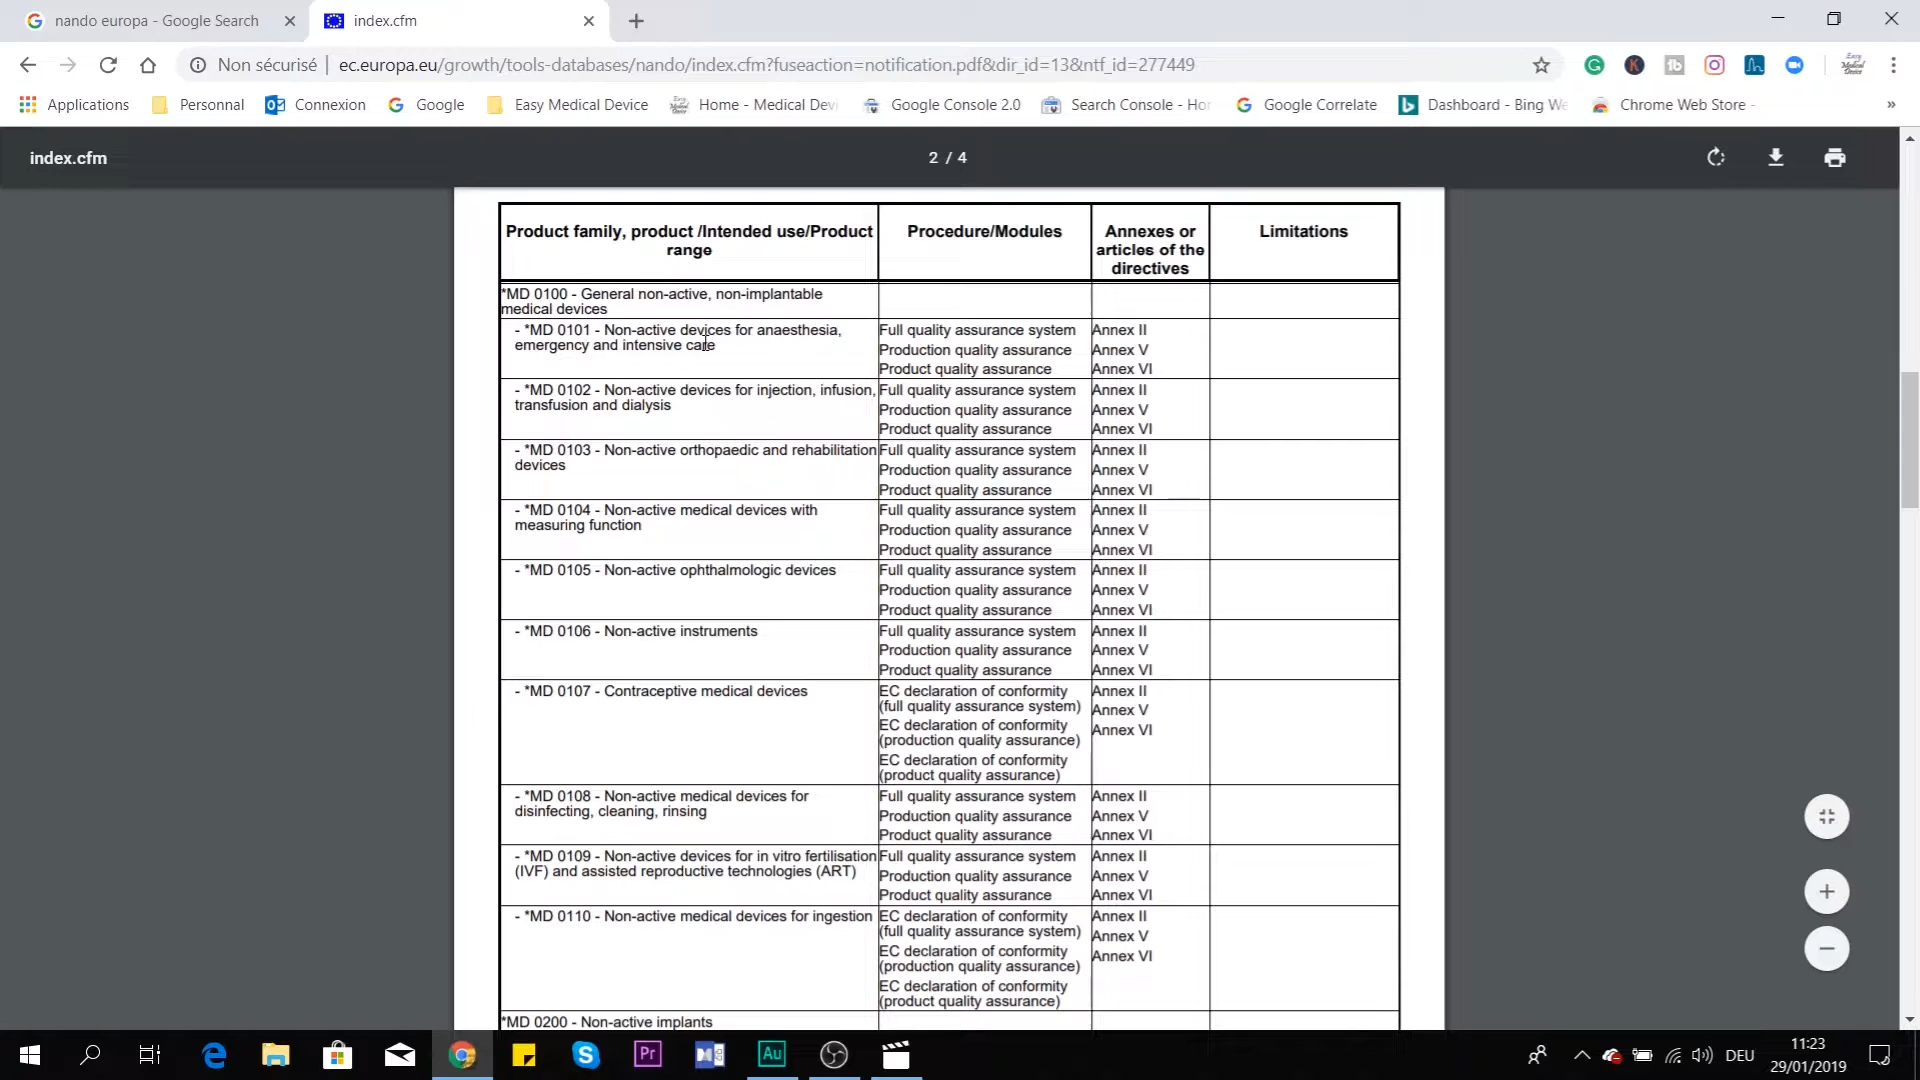 nando europa - Google Search
index.cfm
Non sécurisé | ec.europa.eu/growth/tools-databases/nando/index.cfm?fuseaction=notification.pdf&dir_id=13&ntf_id=277449
Applications
Personnal
Connexion
Google
Easy Medical Device
Home - Medical Devi
Google Console 2.0
Search Console - Hor
Google Correlate
Dashboard - Bing We
Chrome Web Store -
»
index.cfm
2 / 4
Product family, product /Intended use/Product range
Procedure/Modules
Annexes or articles of the directives
Limitations
*MD 0100 - General non-active, non-implantable
medical devices
- *MD 0101 - Non-active devices for anaesthesia,
emergency and intensive care
Full quality assurance system Annex II
Production quality assurance Annex V
Product quality assurance Annex VI
- *MD 0102 - Non-active devices for injection, infusion,
transfusion and dialysis
Full quality assurance system Annex II
Production quality assurance Annex V
Product quality assurance Annex VI
- *MD 0103 - Non-active orthopaedic and rehabilitation
devices
Full quality assurance system Annex II
Production quality assurance Annex V
Product quality assurance Annex VI
- *MD 0104 - Non-active medical devices with
measuring function
Full quality assurance system Annex II
Production quality assurance Annex V
Product quality assurance Annex VI
- *MD 0105 - Non-active ophthalmologic devices
Full quality assurance system Annex II
Production quality assurance Annex V
Product quality assurance Annex VI
- *MD 0106 - Non-active instruments
Full quality assurance system Annex II
Production quality assurance Annex V
Product quality assurance Annex VI
- *MD 0107 - Contraceptive medical devices
EC declaration of conformity
(full quality assurance system)
EC declaration of conformity
(production quality assurance)
EC declaration of conformity
(product quality assurance)
Annex II
Annex V
Annex VI
- *MD 0108 - Non-active medical devices for
disinfecting, cleaning, rinsing
Full quality assurance system Annex II
Production quality assurance Annex V
Product quality assurance Annex VI
- *MD 0109 - Non-active devices for in vitro fertilisation
(IVF) and assisted reproductive technologies (ART)
Full quality assurance system Annex II
Production quality assurance Annex V
Product quality assurance Annex VI
- *MD 0110 - Non-active medical devices for ingestion
EC declaration of conformity
(full quality assurance system)
EC declaration of conformity
(production quality assurance)
EC declaration of conformity
(product quality assurance)
Annex II
Annex V
Annex VI
*MD 0200 - Non-active implants
Pr
Au
DEU
11:23
29/01/2019